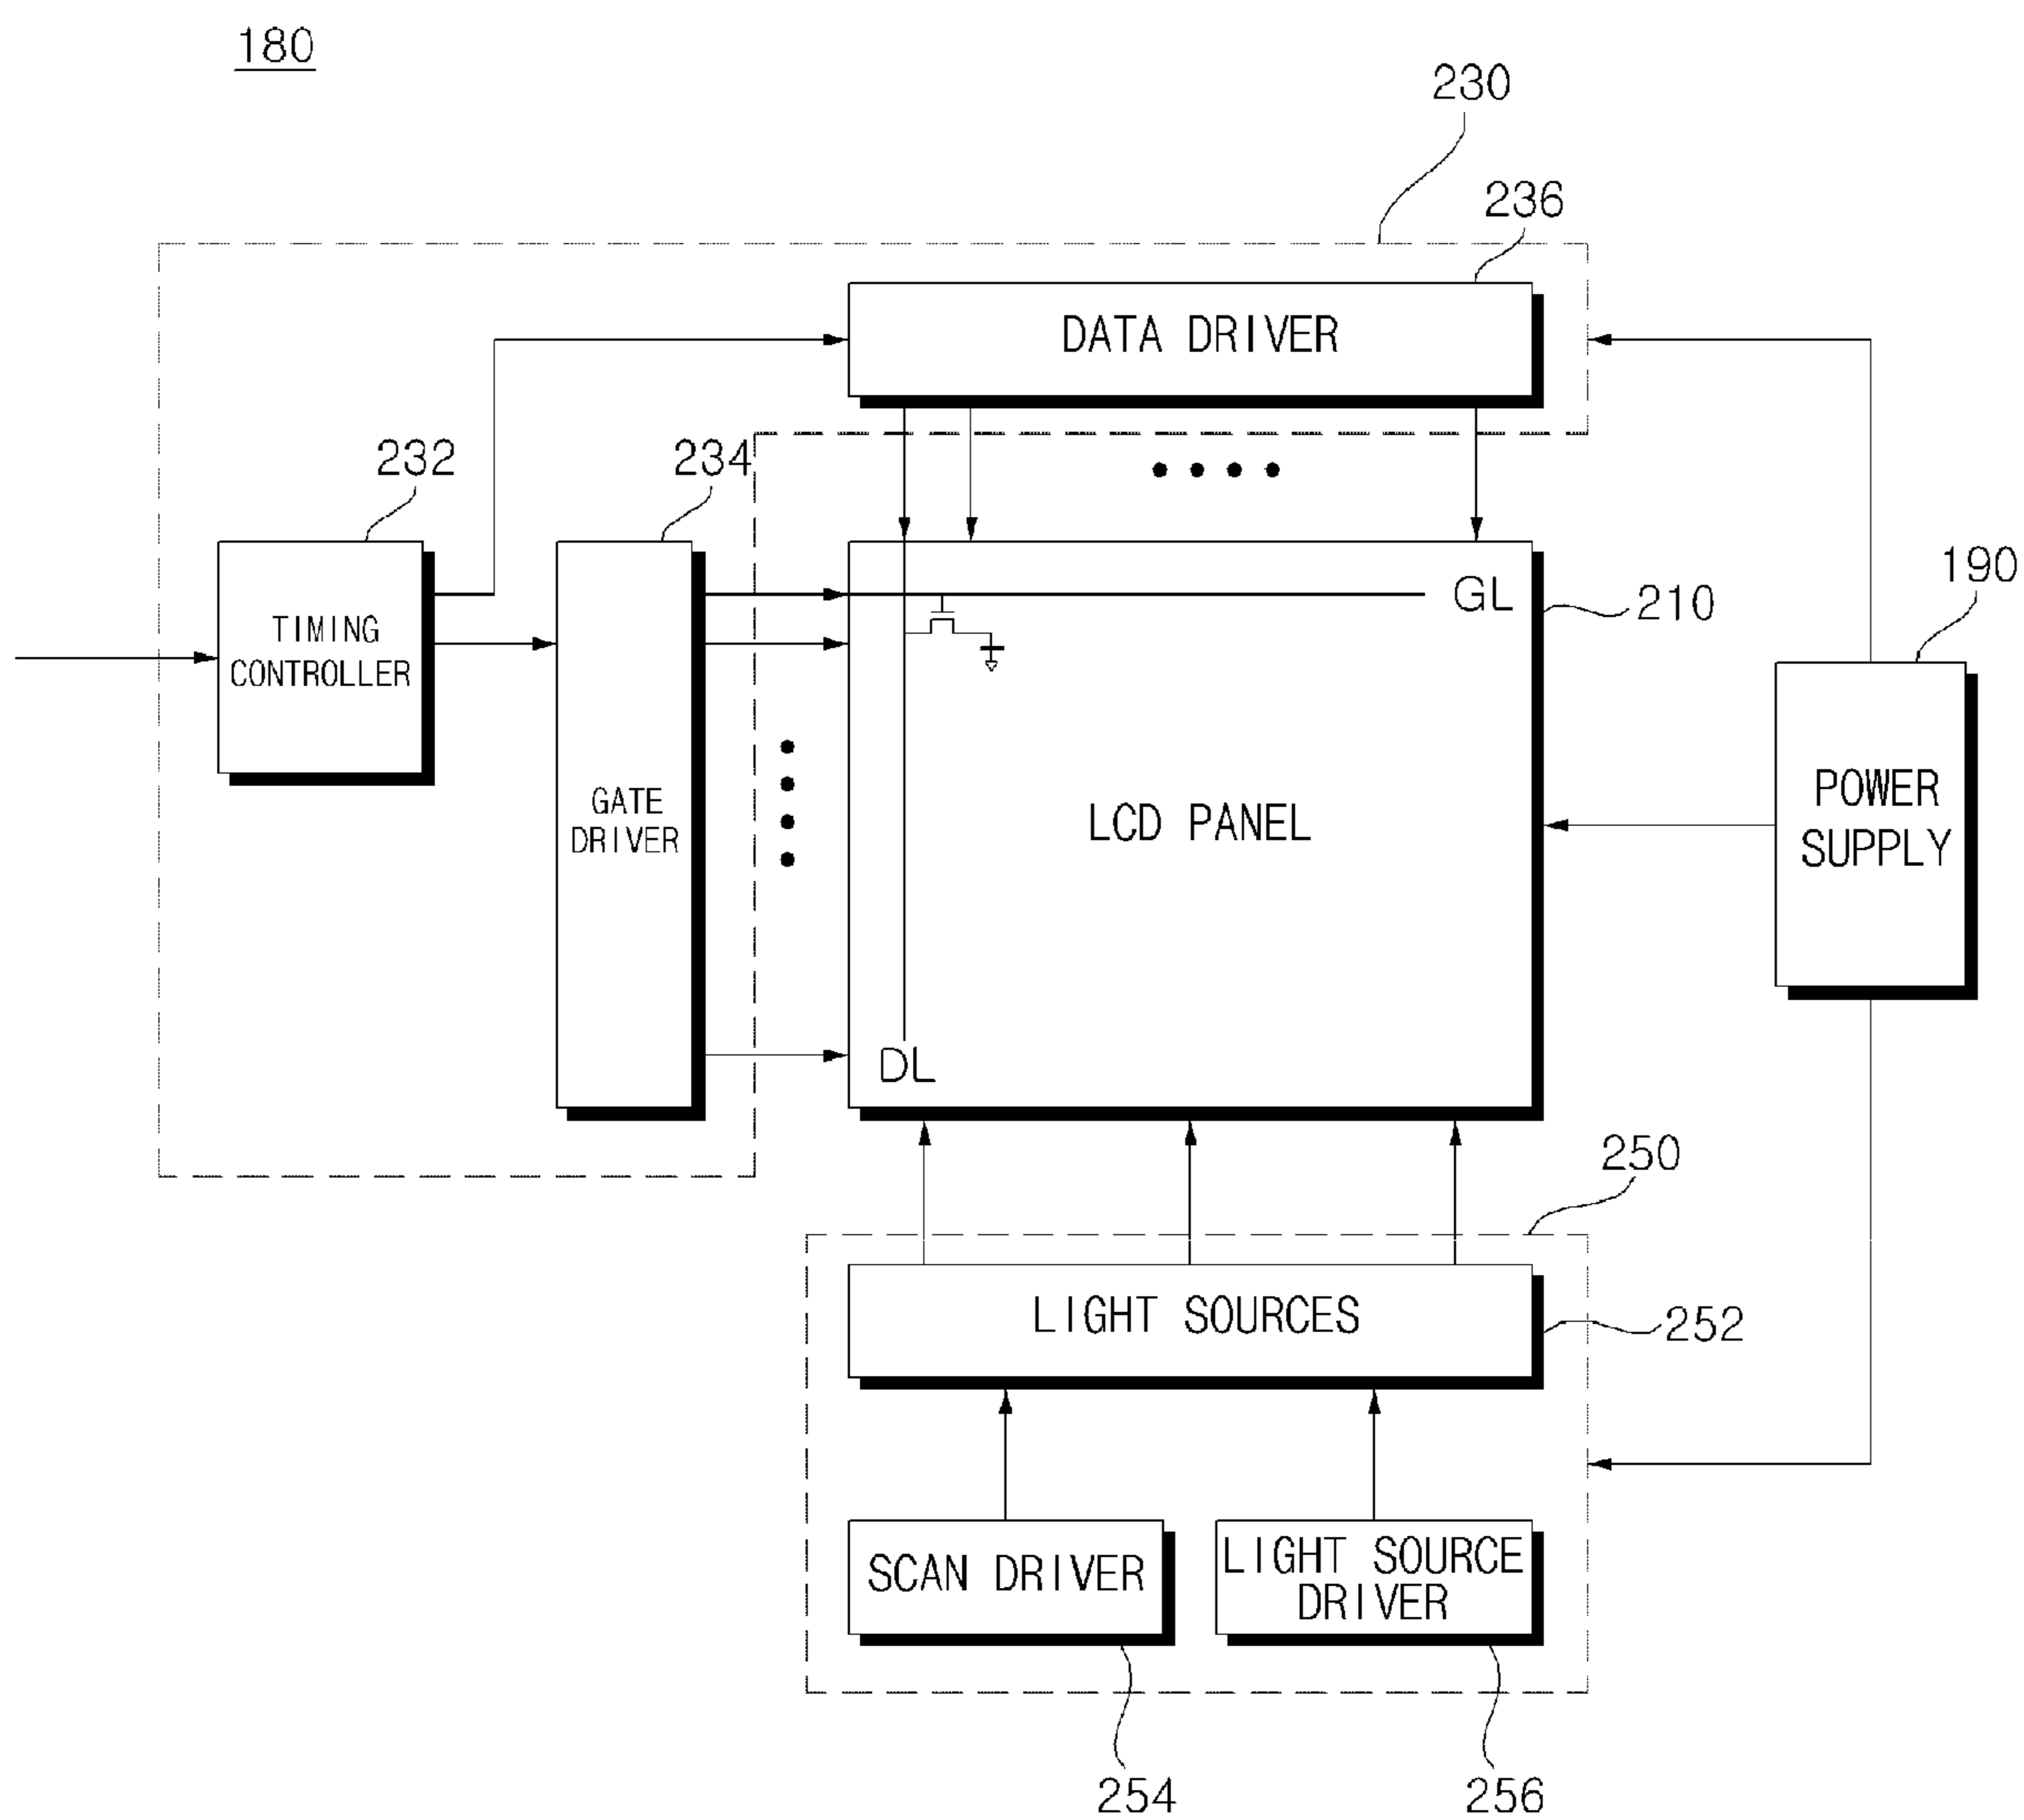 180
230
236
DATA DRIVER
232
234
TIMING
CONTROLLER
GATE
DRIVER
GL
210
190
LCD PANEL
POWER
SUPPLY
DL
250
LIGHT SOURCES
252
SCAN DRIVER
LIGHT SOURCE
DRIVER
254
256